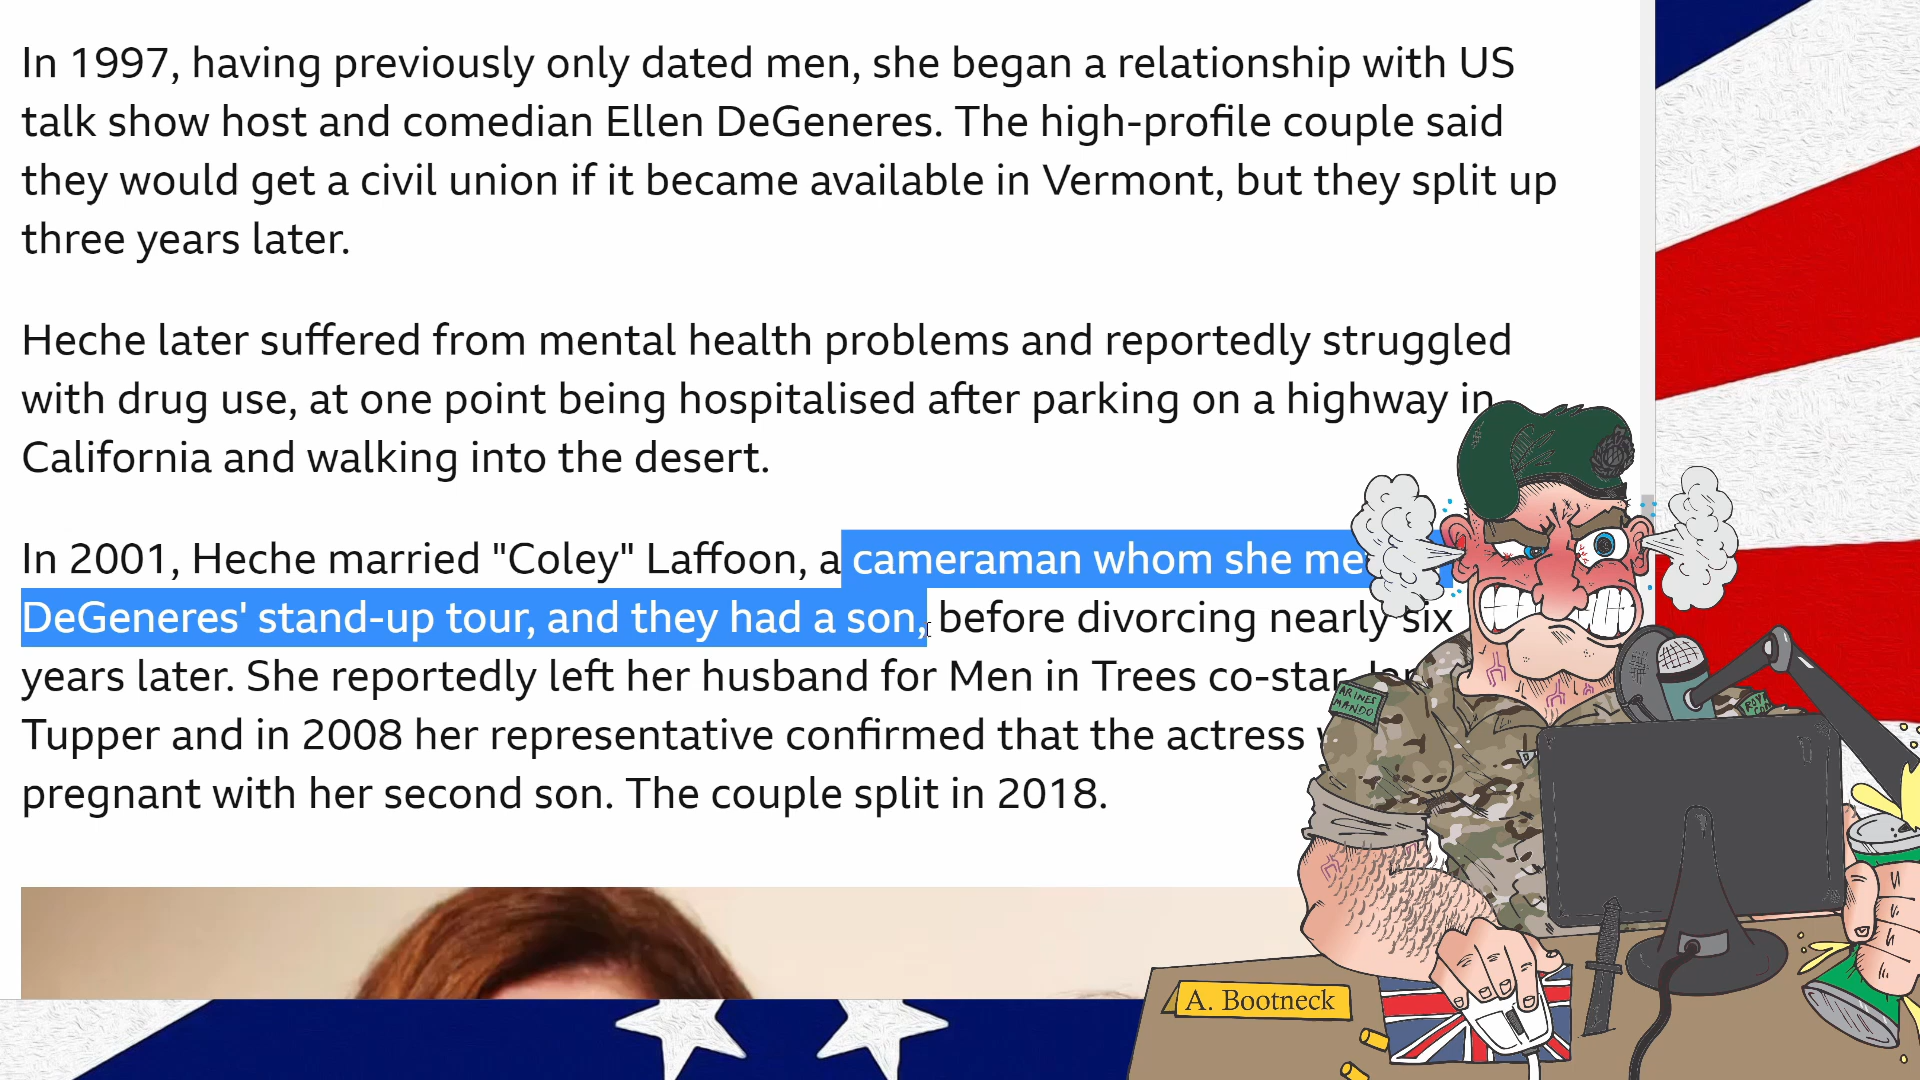 In 1997, having previously only dated men, she began a relationship with US
talk show host and comedian Ellen DeGeneres. The high-profile couple said
they would get a civil union if it became available in Vermont, but they split up
three years later.
Heche later suffered from mental health problems and reportedly struggled
with drug use, at one point being hospitalised after parking on a highway in
California and walking into the desert.
In 2001, Heche married "Coley" Laffoon, a cameraman whom she me
DeGeneres' stand-up tour, and they had a son, before divorcing nearly six
years later. She reportedly left her husband for Men in Trees co-star
Tupper and in 2008 her representative confirmed that the actress
pregnant with her second son. The couple split in 2018.
ARINES
MANDO
A. Bootneck